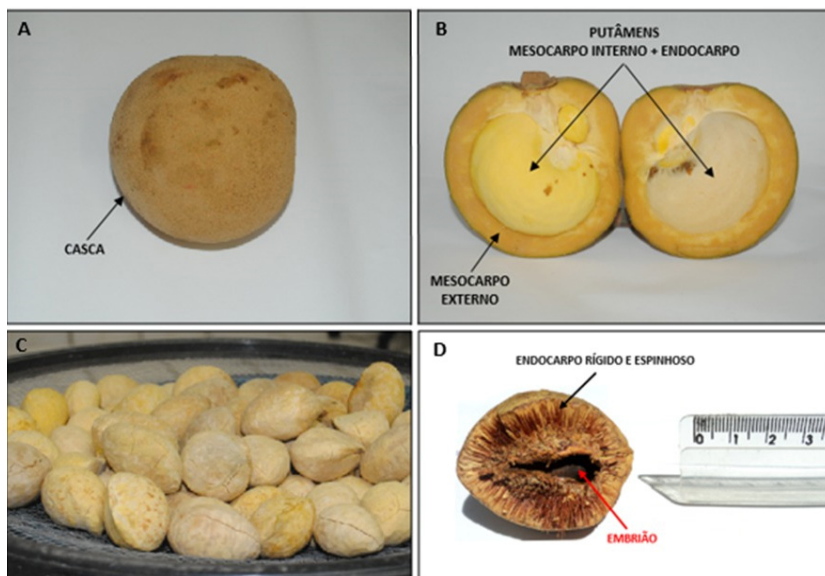 A
CASCA
B
PUTÂMENS
MESOCARPO INTERNO + ENDOCARPO
MESOCARPO
EXTERNO
C
D
ENDOCARPO RÍGIDO E ESPINHOSO
0 1 2 3
EMBRIÃO